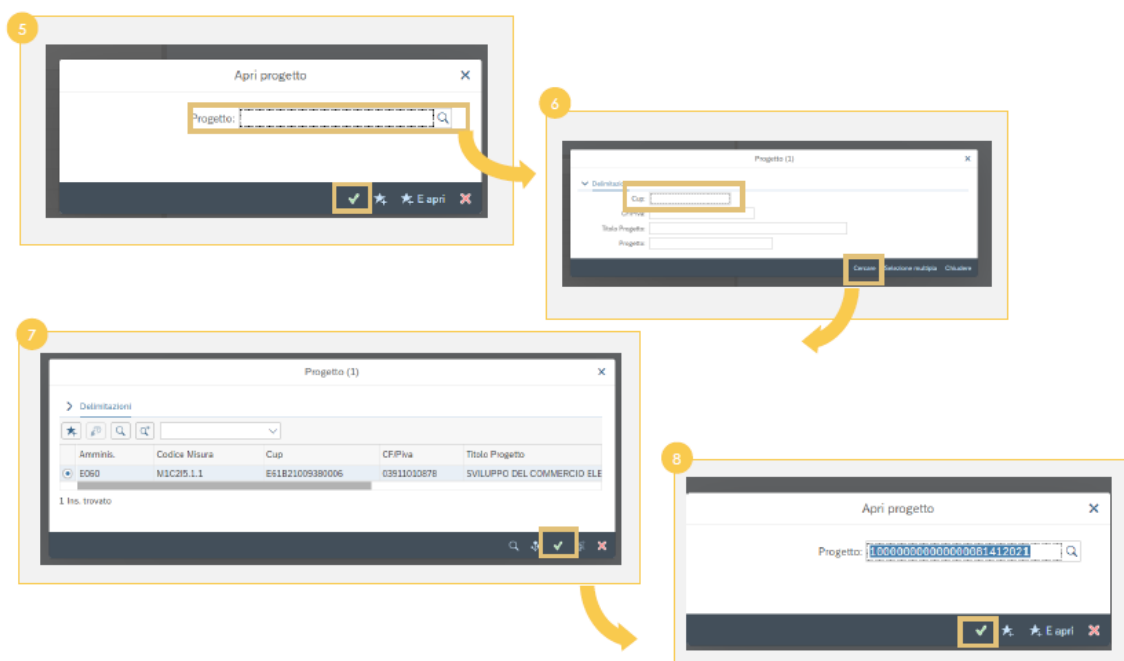 5
Apri progetto
Progetto:
E apri
6
Progetto (1)
Delimitazioni
Cup
CF/Piva
Titolo Progetto
Progetto
Cercare Selezione multipla Chiudere
7
Progetto (1)
Delimitazioni
Amminis. Codice Misura Cup CF/Piva Titolo Progetto
E060 M1C2I5.1.1 E61B21009380006 03911010878 SVILUPPO DEL COMMERCIO ELE
1 Ins. trovato
8
Apri progetto
Progetto:
E apri